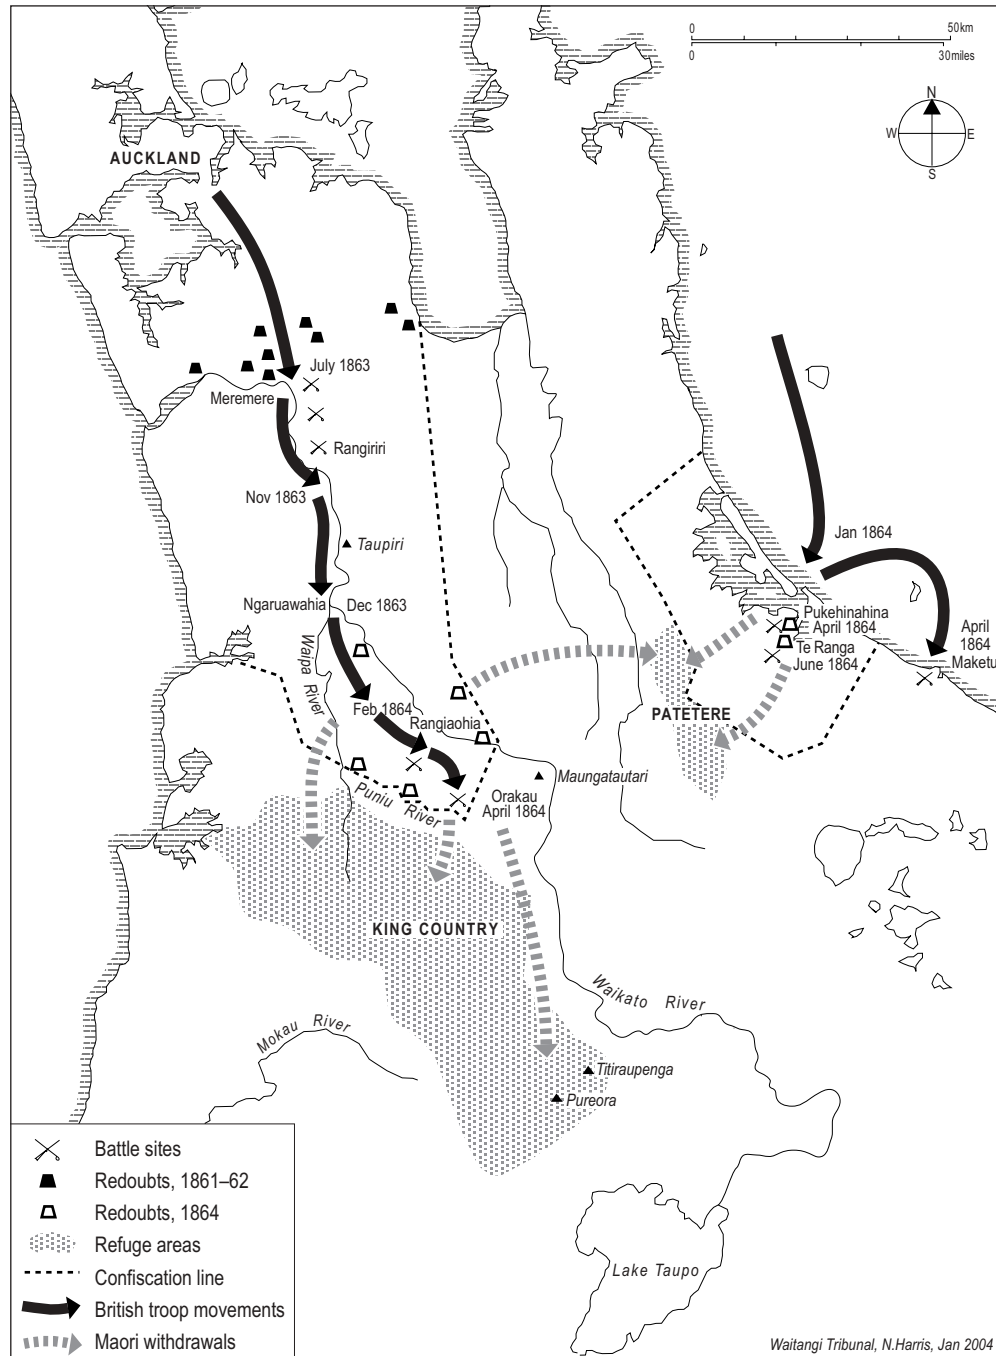 0 50km
0 30miles
N
W E
S
AUCKLAND
July 1863
Meremere
Rangiriri
Nov 1863
Taupiri
Jan 1864
Ngaruawahia
Dec 1863
Pukehinahina
April 1864
Te Ranga
June 1864
April
1864
Maketu
Waipa River
Feb 1864
Rangiaohia
PATETERE
Puniu River
Maungatautari
Orakau
April 1864
KING COUNTRY
Waikato River
Mokau River
Titiraupenga
Pureora
Lake Taupo
Battle sites
Redoubts, 1861–62
Redoubts, 1864
Refuge areas
Confiscation line
British troop movements
Maori withdrawals
Waitangi Tribunal, N.Harris, Jan 2004